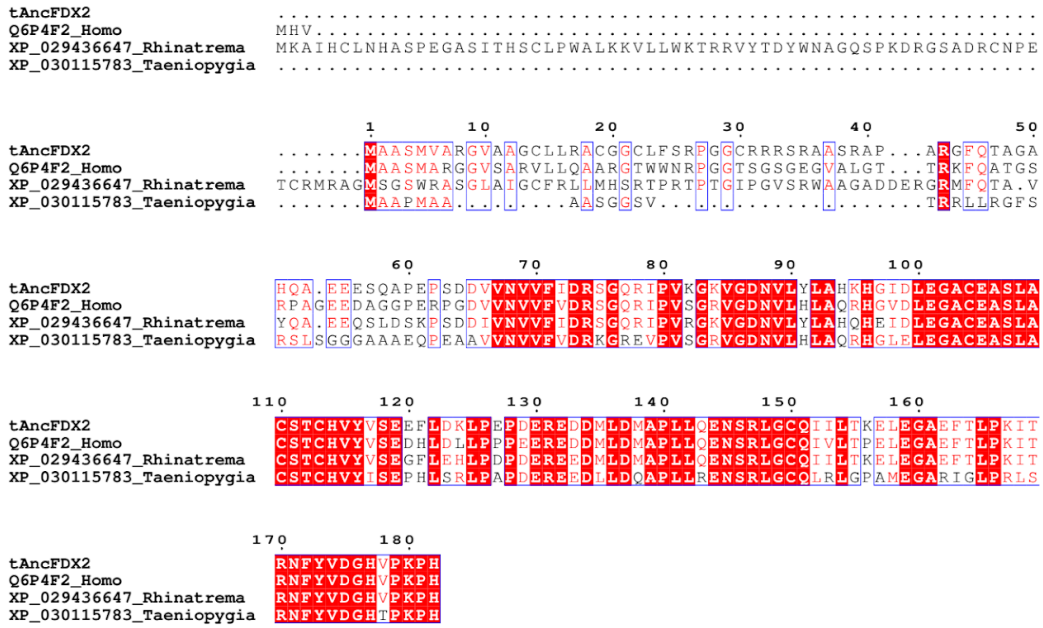 tAncFDX2 ............................................................
Q6P4F2_Homo MHV.........................................................
XP_029436647_Rhinatrema MKAIHCLNHASPEGASITHSCLPWALKKVLLWKTRRVYTDYWNAGQSPKDRGSADRCNPE
XP_030115783_Taeniopygia ............................................................
1 10 20 30 40 50
tAncFDX2 .......MAASMVARGVAAGCLLRACGGCLFSRPGGCRRRSRAASRAP...ARGFQTAGA
Q6P4F2_Homo .......MAASMARGGVSARVLLQAARGTWWNRPGGTSGSGEGVALGT...TRKFQATGS
XP_029436647_Rhinatrema TCRMRAGMSGSWRASGLAIGCFRLLMHSRTPRTPTGIPGVSRWAAGADDERGRMFQTA.V
XP_030115783_Taeniopygia .......MAAPMAA.........AASGGSV.....................TRRLLRGFS
60 70 80 90 100
tAncFDX2 HQA.EEESQAPEPSDDVVNVVFIDRSGQRIPVKGKVGDNVLYLAHKHGIDLEGACEASLA
Q6P4F2_Homo RPAGEEDAGGPERPGDVVNVVFVDRSGQRIPVSGRVGDNVLHLAQRHGVDLEGACEASLA
XP_029436647_Rhinatrema YQA.EEQSLDSKPSDDIVNVVFIDRSGQRIPVRGKVGDNVLYLAHQHEIDLEGACEASLA
XP_030115783_Taeniopygia RSLSGGGAAAEQPEAAVVNVVFVDRKGREVPVSGRVGDNVLHLAQRHGLELEGACEASLA
110 120 130 140 150 160
tAncFDX2 CSTCHVYVSEEFLDKLPEPDEREDDMLDMAPLLQENSRLGCQIILTKELEGAEFTLPKIT
Q6P4F2_Homo CSTCHVYVSEDHLDLLPPPEEREDDMLDMAPLLQENSRLGCQIVLTPELEGAEFTLPKIT
XP_029436647_Rhinatrema CSTCHVYVSEGFLEHLPDPDEREEDMLDMAPLLQENSRLGCQIILTKELEGAEFTLPKIT
XP_030115783_Taeniopygia CSTCHVYISEPHLSRLPAPDEREEDLLDQAPLLRENSRLGCQLRLGPAMEGARIGLPRLS
170 180
tAncFDX2 RNFYVDGHVPKPH
Q6P4F2_Homo RNFYVDGHVPKPH
XP_029436647_Rhinatrema RNFYVDGHVPKPH
XP_030115783_Taeniopygia RNFYVDGHTPKPH